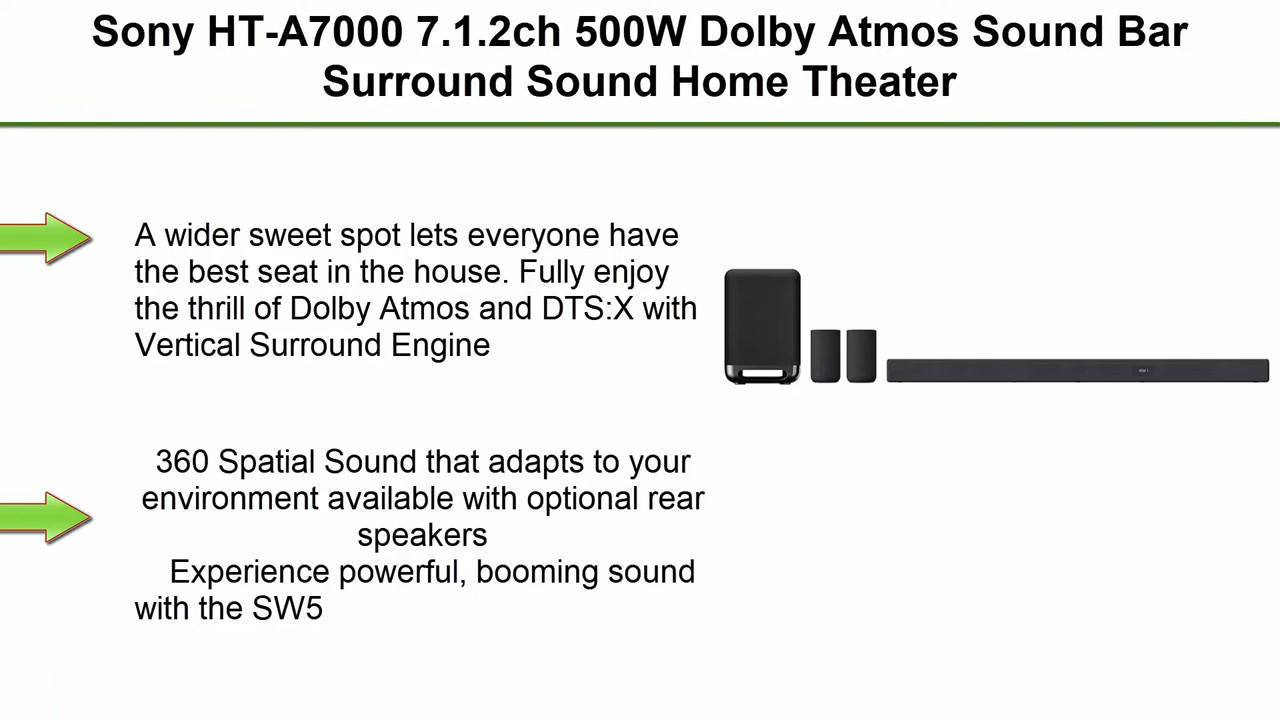 Sony HT-A7000 7.1.2ch 500W Dolby Atmos Sound Bar
Surround Sound Home Theater
A wider sweet spot lets everyone have
the best seat in the house. Fully enjoy
the thrill of Dolby Atmos and DTS:X with
Vertical Surround Engine
360 Spatial Sound that adapts to your
environment available with optional rear
speakers
Experience powerful, booming sound
with the SW5